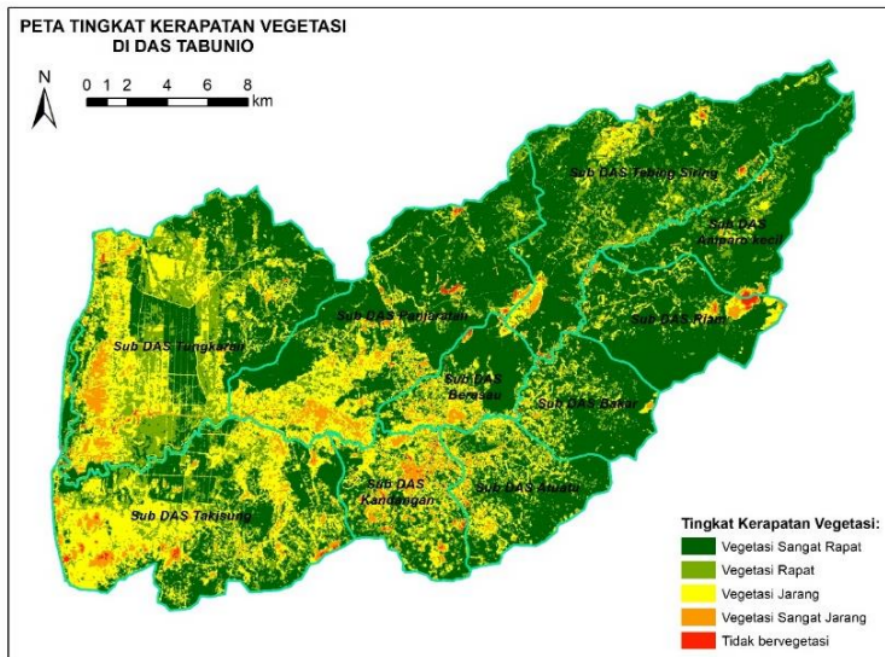 PETA TINGKAT KERAPATAN VEGETASI
DI DAS TABUNIO
N
0 1 2 4 6 8
km
Sub DAS Tebing Siring
Sub DAS
Amparo kecil
Sub DAS Riam
Sub DAS Panjaratan
Sub DAS Tungkaran
Sub DAS
Berasau
Sub DAS Bakar
Sub DAS
Kandangan
Sub DAS Atuatu
Sub DAS Takisung
Tingkat Kerapatan Vegetasi:
Vegetasi Sangat Rapat
Vegetasi Rapat
Vegetasi Jarang
Vegetasi Sangat Jarang
Tidak bervegetasi